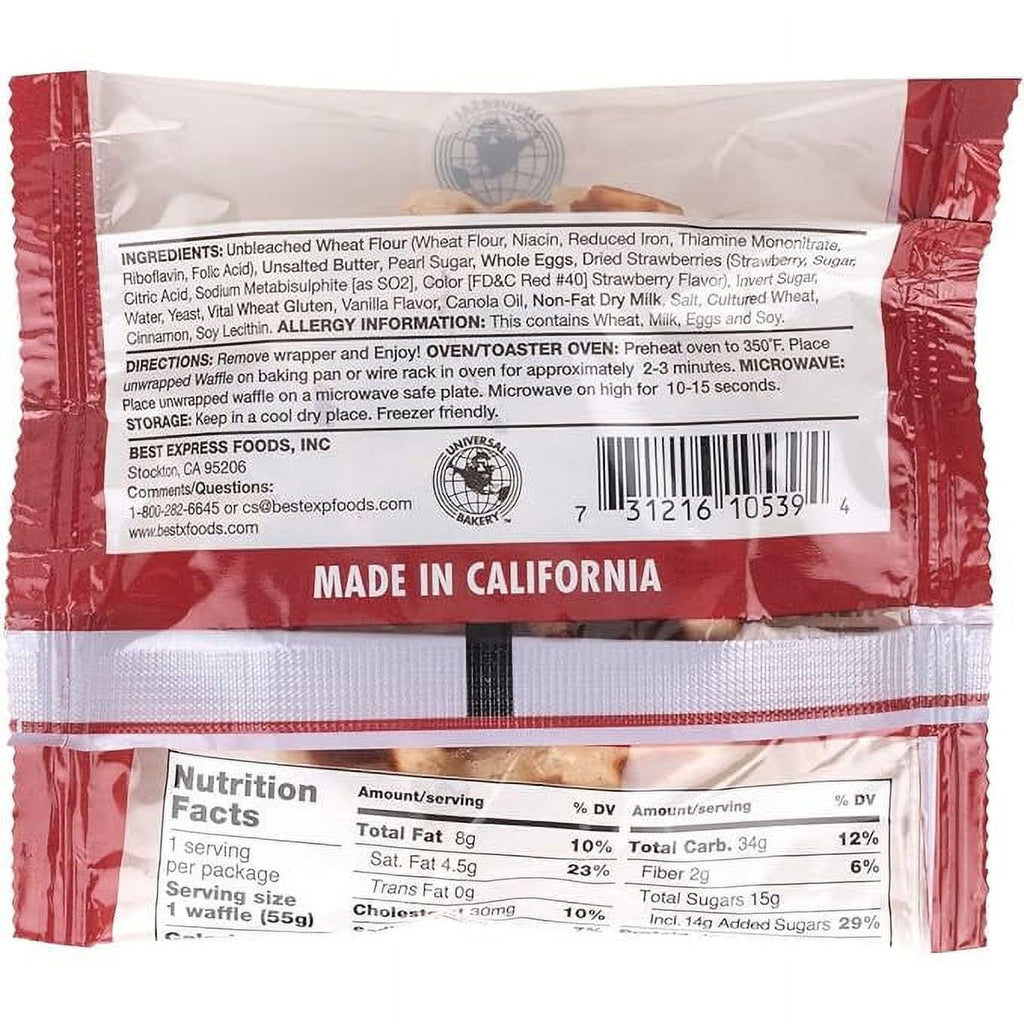 INGREDIENTS: Unbleached Wheat Flour (Wheat Flour, Niacin, Reduced Iron, Thiamine Mononitrate,
Riboflavin, Folic Acid), Unsalted Butter, Pearl Sugar, Whole Eggs, Dried Strawberries (Strawberry, Sugar,
Citric Acid, Sodium Metabisulphite [as SO2], Color [FD&C Red #40] Strawberry Flavor), Invert Sugar,
Water, Yeast, Vital Wheat Gluten, Vanilla Flavor, Canola Oil, Non-Fat Dry Milk, Salt, Cultured Wheat,
Cinnamon, Soy Lecithin. ALLERGY INFORMATION: This contains Wheat, Milk, Eggs and Soy.
DIRECTIONS: Remove wrapper and Enjoy! OVEN/TOASTER OVEN: Preheat oven to 350°F. Place
unwrapped Waffle on baking pan or wire rack in oven for approximately 2-3 minutes. MICROWAVE:
Place unwrapped waffle on a microwave safe plate. Microwave on high for 10-15 seconds.
STORAGE: Keep in a cool dry place. Freezer friendly.
BEST EXPRESS FOODS, INC
Stockton, CA 95206
Comments/Questions:
1-800-282-6645 or cs@bestexpfoods.com
www.bestxfoods.com
UNIVERSAL
BAKERY™
7 31216 10539 4
MADE IN CALIFORNIA
Nutrition
Facts
1 serving
per package
Serving size
1 waffle (55g)
Amount/serving % DV
Total Fat 8g 10%
Sat. Fat 4.5g 23%
Trans Fat 0g
30mg 10%
Amount/serving % DV
Total Carb. 34g 12%
Fiber 2g 6%
Total Sugars 15g
Incl. 14g Added Sugars 29%